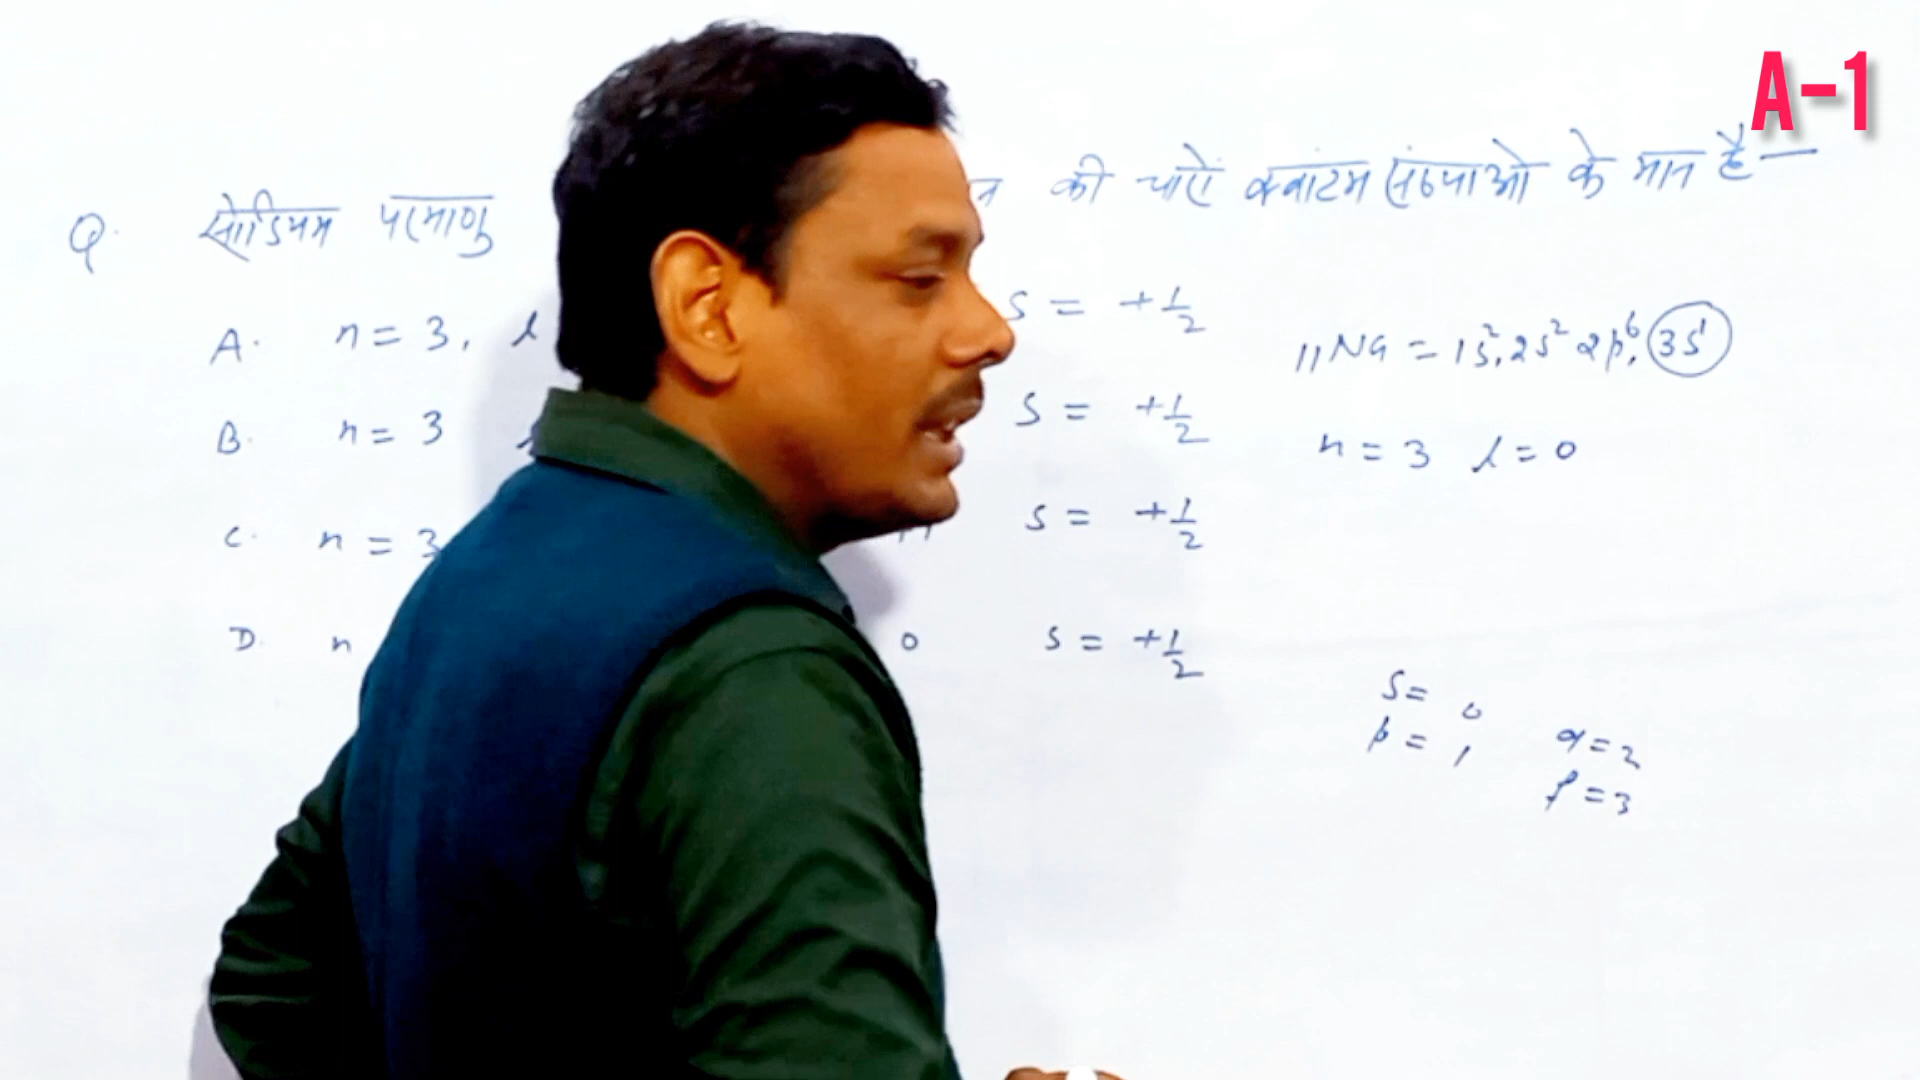 A-1
Q. सोडियम परमाणु की चारों क्वांटम संख्याओ के मान है —
A. n = 3, l s = +1/2
B. n = 3 s = +1/2
C. n = 3 s = +1/2
D. n 0 s = +1/2
11Na = 1s², 2s² 2p⁶, 3s¹
n = 3 l = 0
s = 0
p = 1
d = 2
f = 3